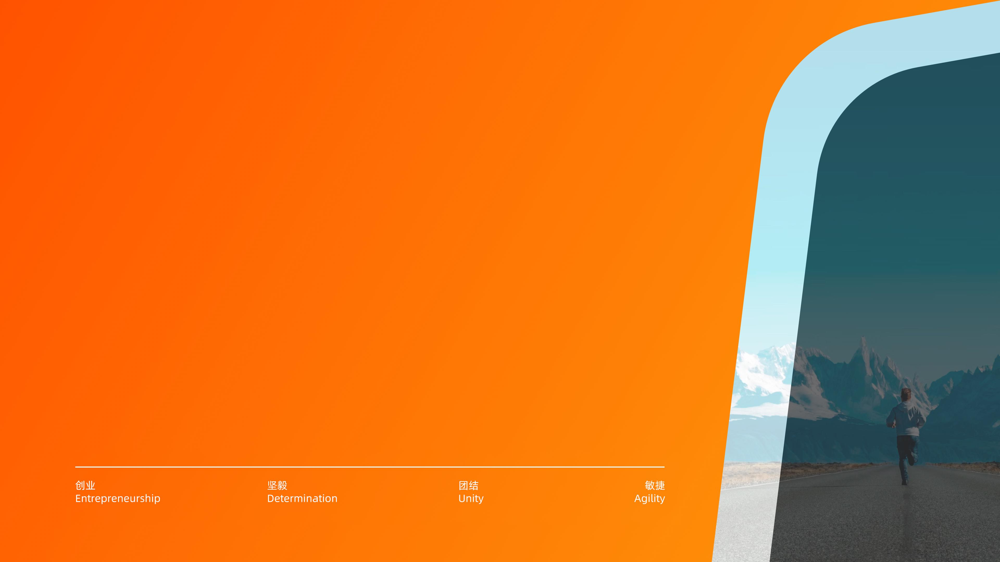 创业
Entrepreneurship
坚毅
Determination
团结
Unity
敏捷
Agility